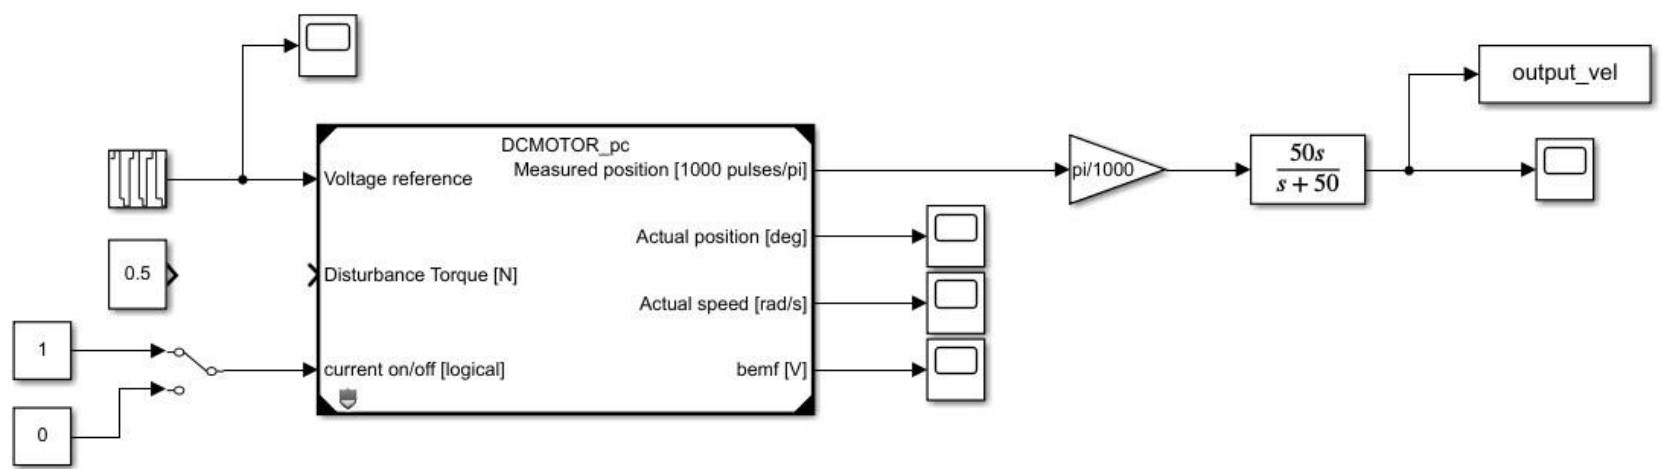 output_vel
DCMOTOR_pc
Voltage reference
Measured position [1000 pulses/pi]
pi/1000
50s
s + 50
Actual position [deg]
0.5
Disturbance Torque [N]
Actual speed [rad/s]
1
current on/off [logical]
bemf [V]
0